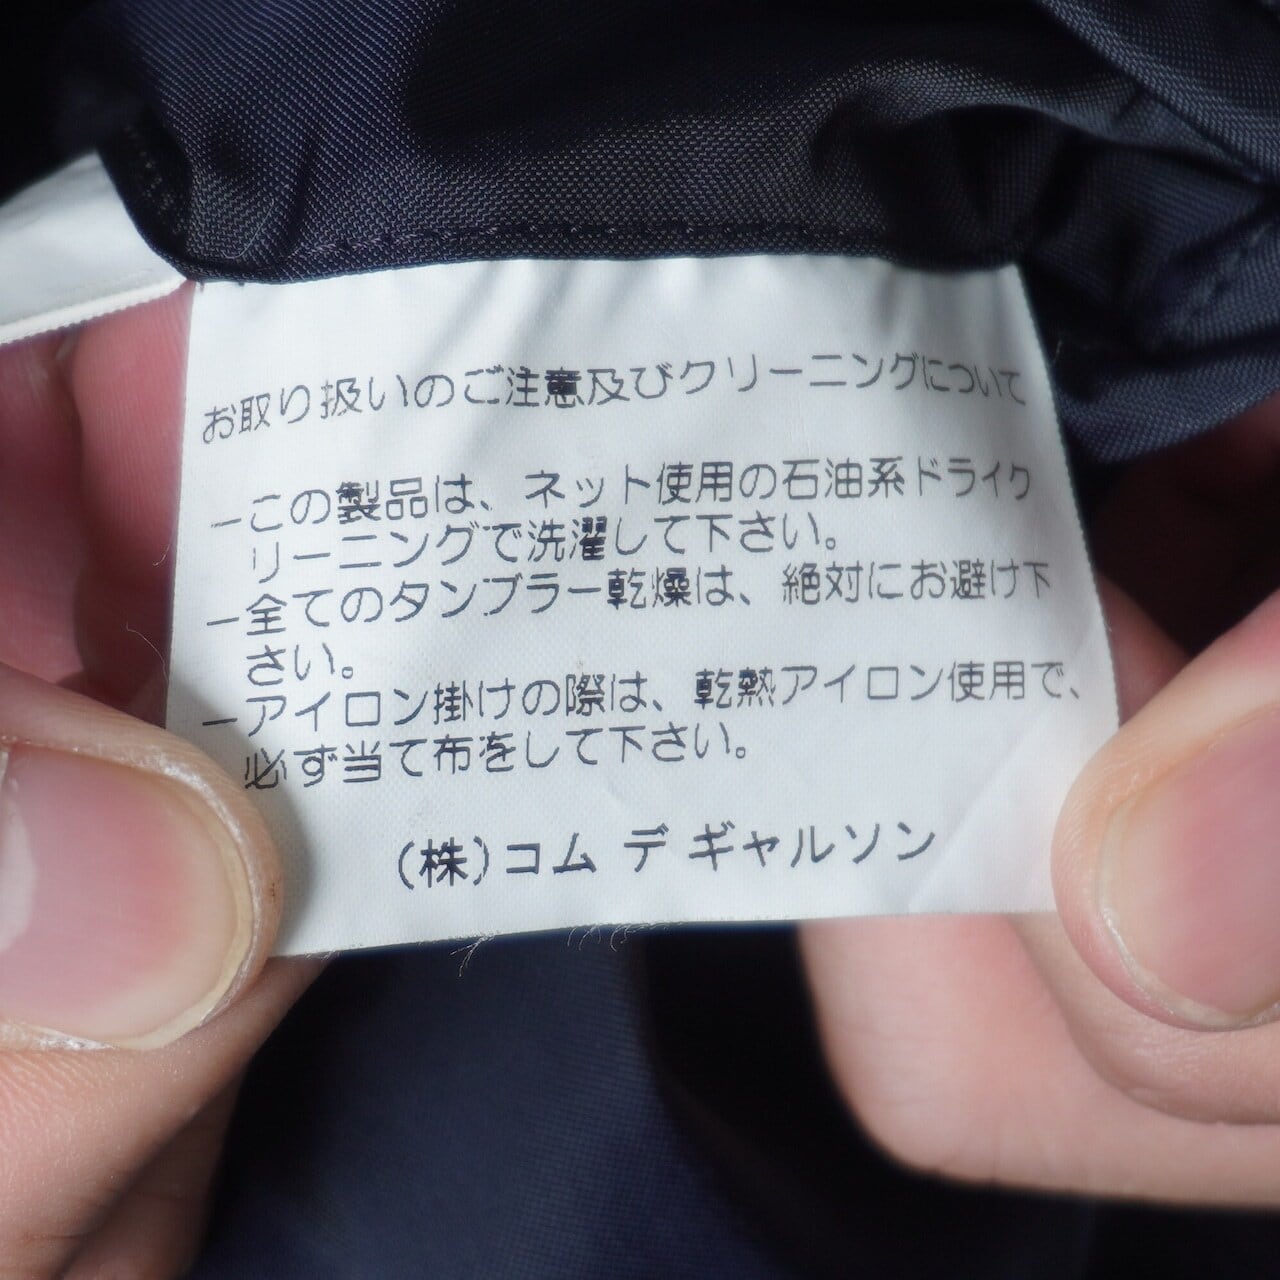 お取り扱いのご注意及びクリーニングについて
－この製品は、ネット使用の石油系ドライク
リーニングで洗濯して下さい。
－全てのタンブラー乾燥は、絶対にお避け下
さい。
－アイロン掛けの際は、乾熱アイロン使用で、
必ず当て布をして下さい。
(株)コム デ ギャルソン